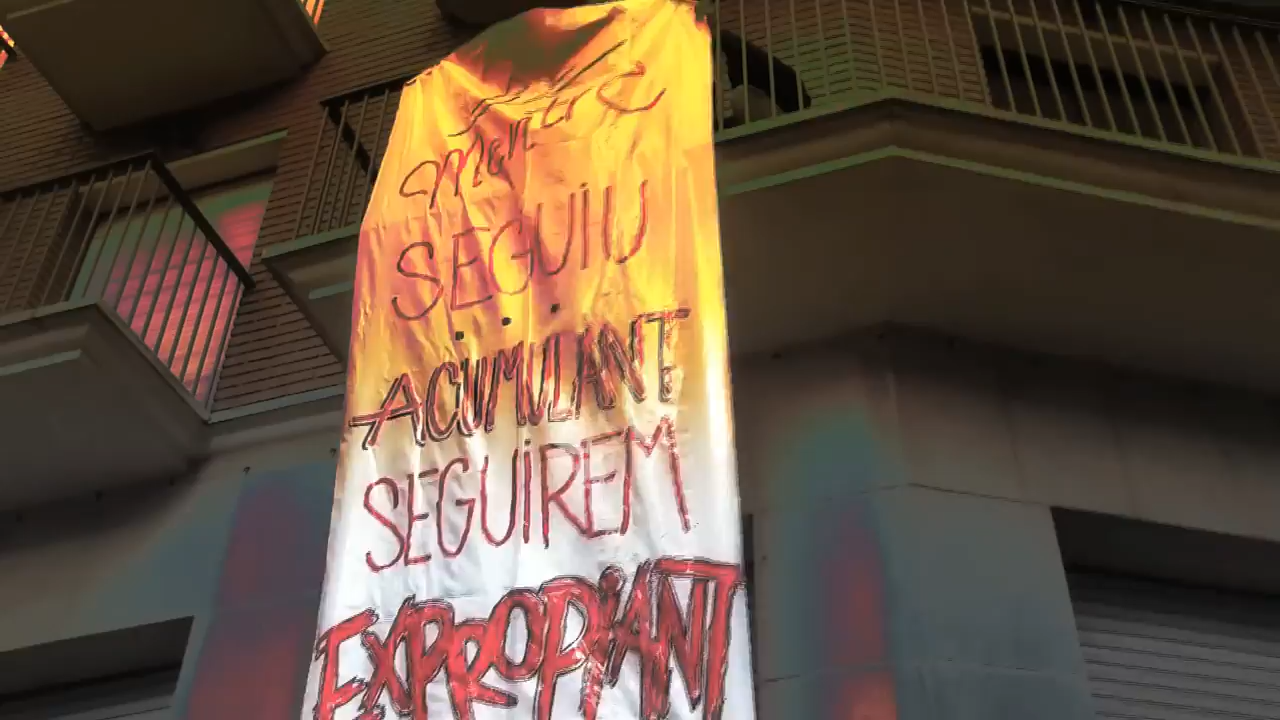 Mentre
SEGUIU
...
ACUMULANT
SEGUIREM
EXPROPIANT